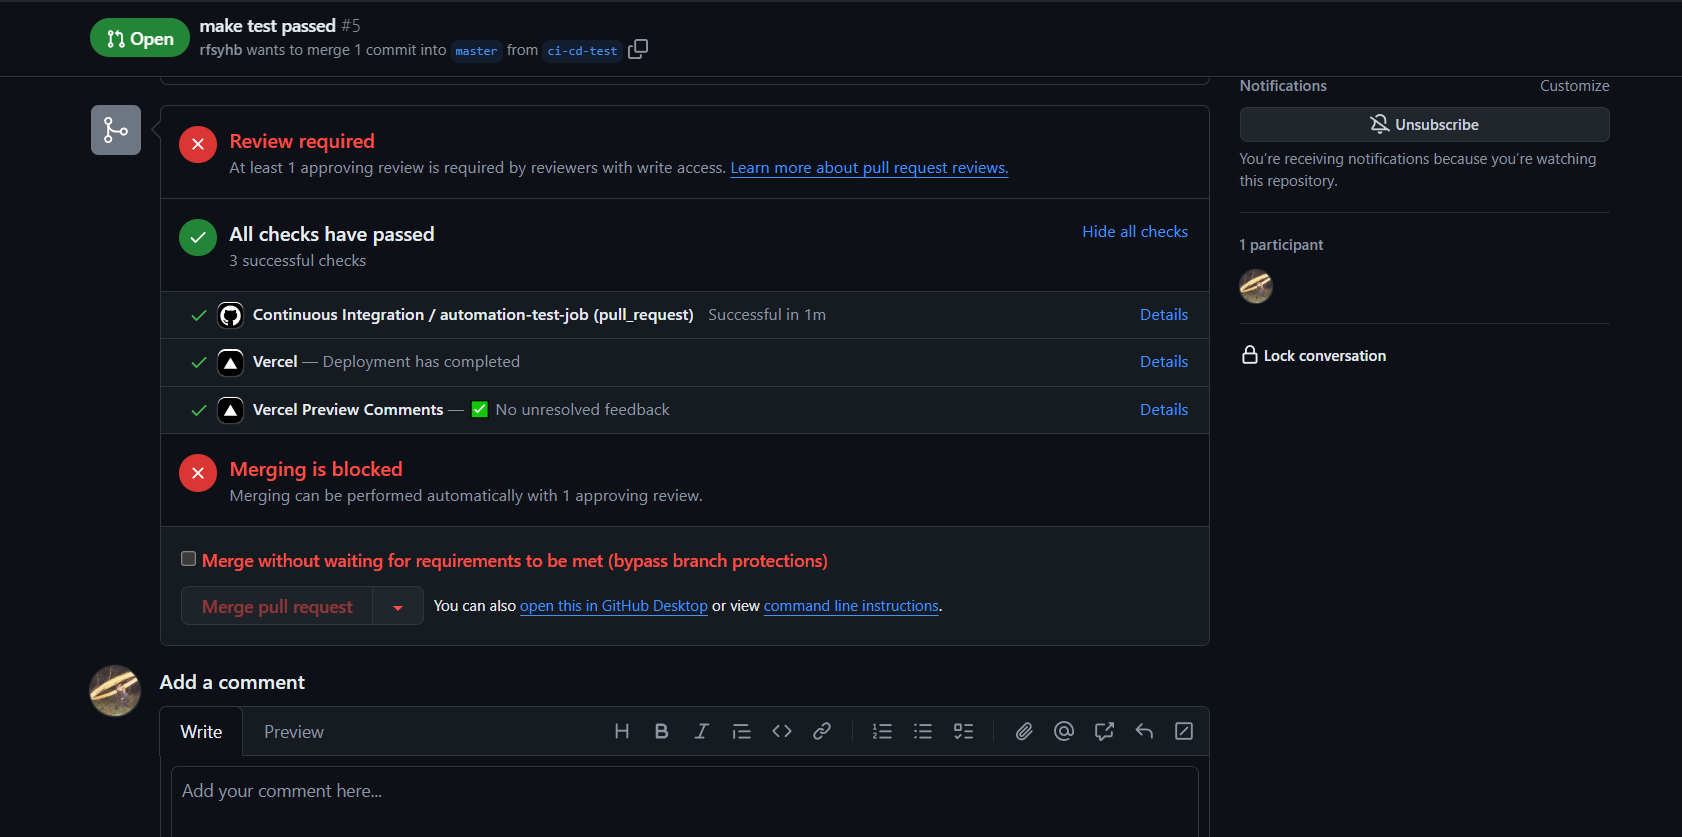 Open
make test passed #5
rfsyhb wants to merge 1 commit into master from ci-cd-test
Review required
At least 1 approving review is required by reviewers with write access. Learn more about pull request reviews.
All checks have passed
Hide all checks
3 successful checks
Continuous Integration / automation-test-job (pull_request) Successful in 1m
Details
Vercel — Deployment has completed
Details
Vercel Preview Comments — ✅ No unresolved feedback
Details
Merging is blocked
Merging can be performed automatically with 1 approving review.
Merge without waiting for requirements to be met (bypass branch protections)
Merge pull request
You can also open this in GitHub Desktop or view command line instructions.
Add a comment
Write
Preview
Add your comment here...
Notifications
Customize
Unsubscribe
You're receiving notifications because you're watching
this repository.
1 participant
Lock conversation